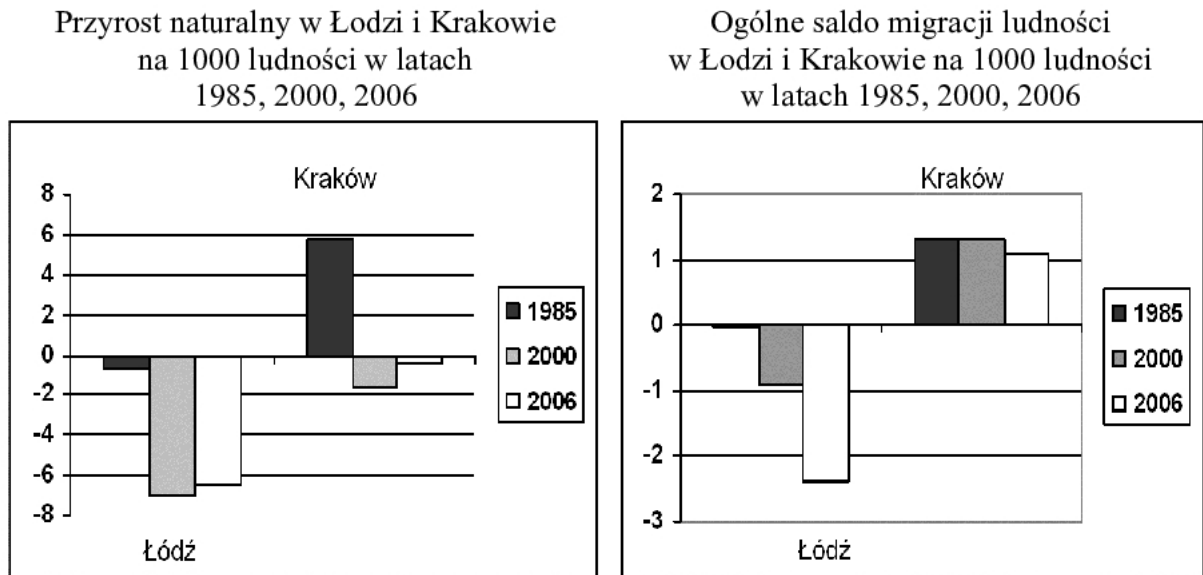 Przyrost naturalny w Łodzi i Krakowie
na 1000 ludności w latach
1985, 2000, 2006
Kraków
8
6
4
2
0
-2
-4
-6
-8
Łódź
1985
2000
2006
Ogólne saldo migracji ludności
w Łodzi i Krakowie na 1000 ludności
w latach 1985, 2000, 2006
Kraków
2
1
0
-1
-2
-3
Łódź
1985
2000
2006